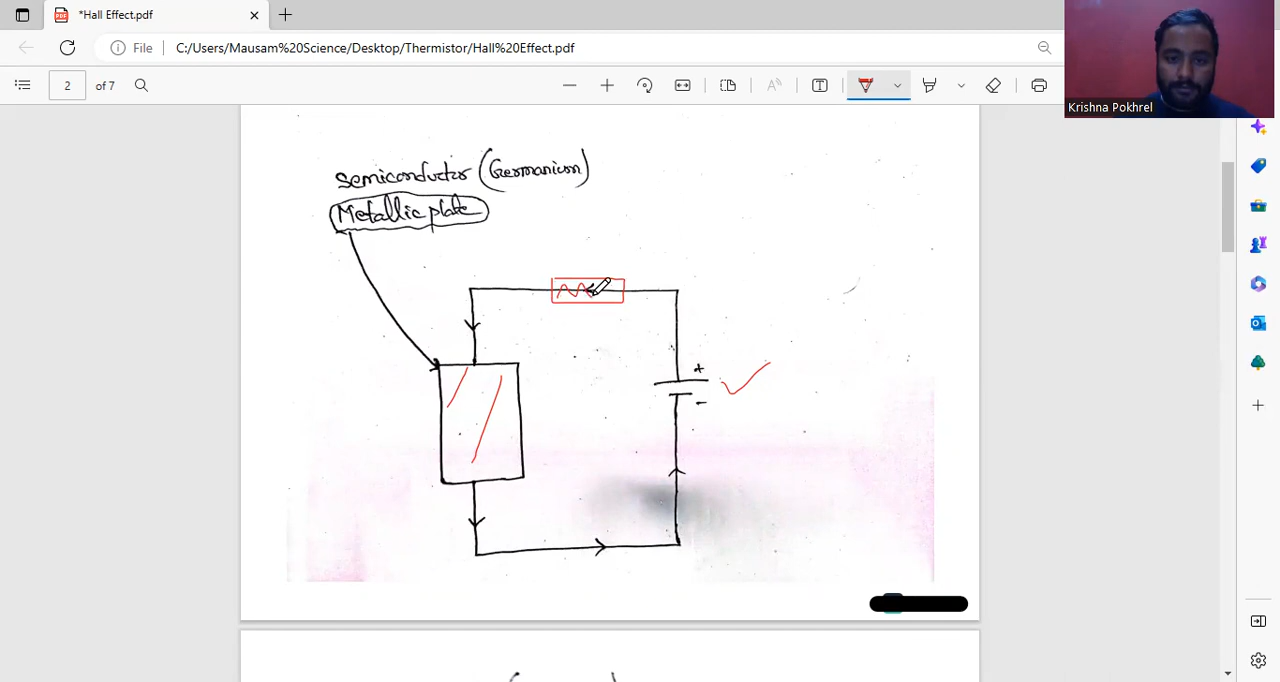 *Hall Effect.pdf
File
C:/Users/Mausam%20Science/Desktop/Thermistor/Hall%20Effect.pdf
2
of 7
Krishna Pokhrel
semiconductor (Germanium)
Metallic plate
+
-